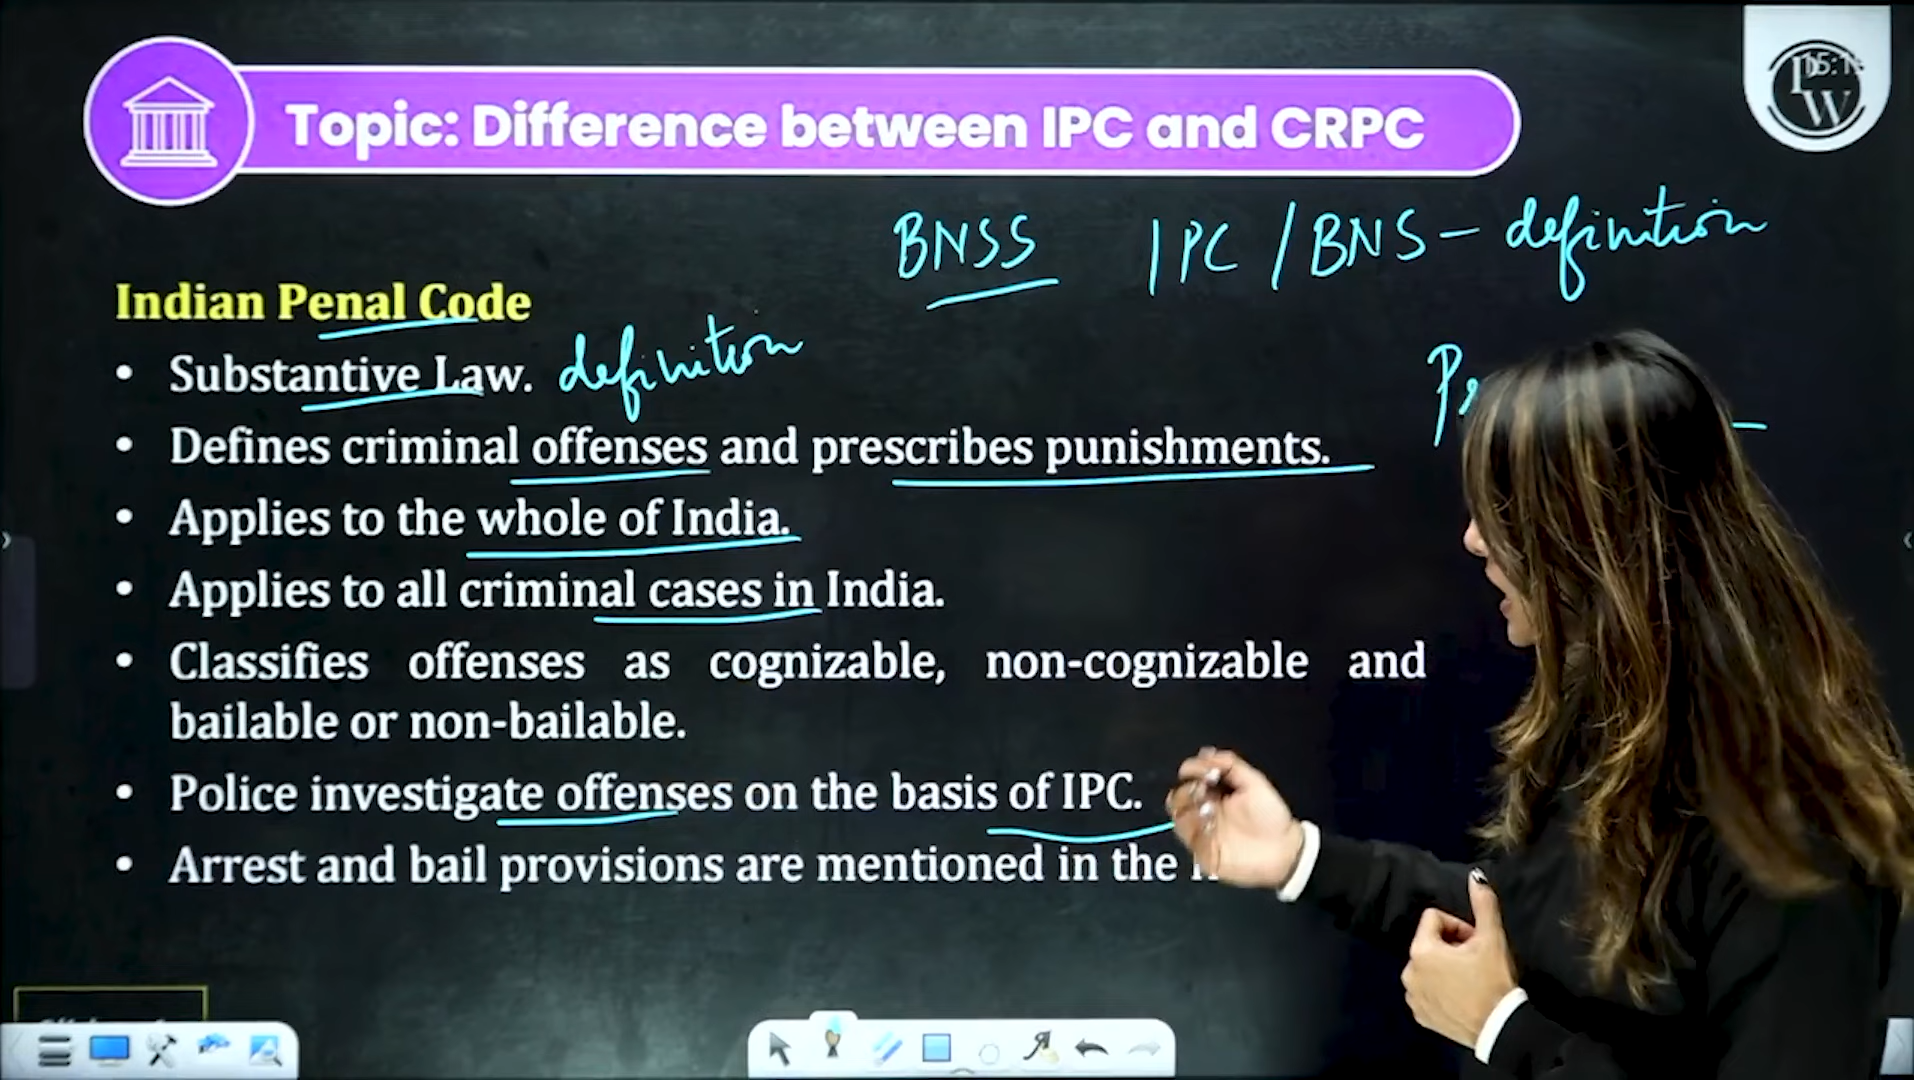 Topic: Difference between IPC and CRPC
BNSS IPC / BNS - definition
Indian Penal Code
• Substantive Law. definition
• Defines criminal offenses and prescribes punishments.
• Applies to the whole of India.
• Applies to all criminal cases in India.
• Classifies offenses as cognizable, non-cognizable and
bailable or non-bailable.
• Police investigate offenses on the basis of IPC.
• Arrest and bail provisions are mentioned in the